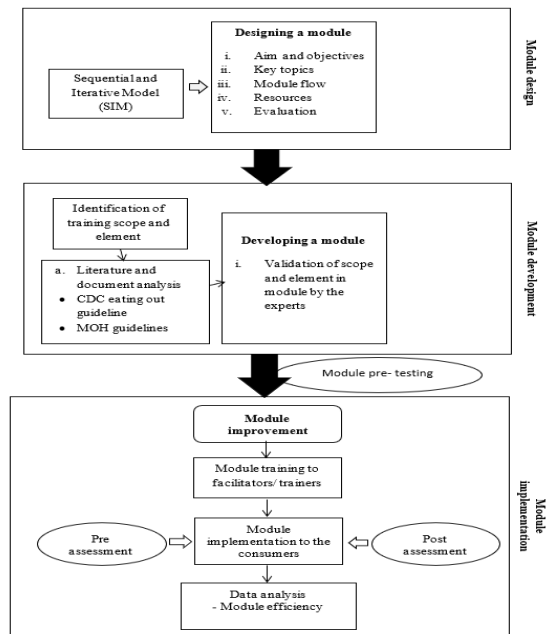 Designing a module
i. Aim and objectives
ii. Key topics
iii. Module flow
iv. Resources
v. Evaluation
Sequential and
Iterative Model
(SIM)
Module design
Identification of
training scope and
element
a. Literature and
document analysis
• CDC eating out
guideline
• MOH guidelines
Developing a module
i. Validation of scope
and element in
module by the
experts
Module development
Module pre- testing
Module
improvement
Module training to
facilitators/ trainers
Pre
assessment
Module
implementation to the
consumers
Post
assessment
Data analysis
- Module efficiency
Module
implementation